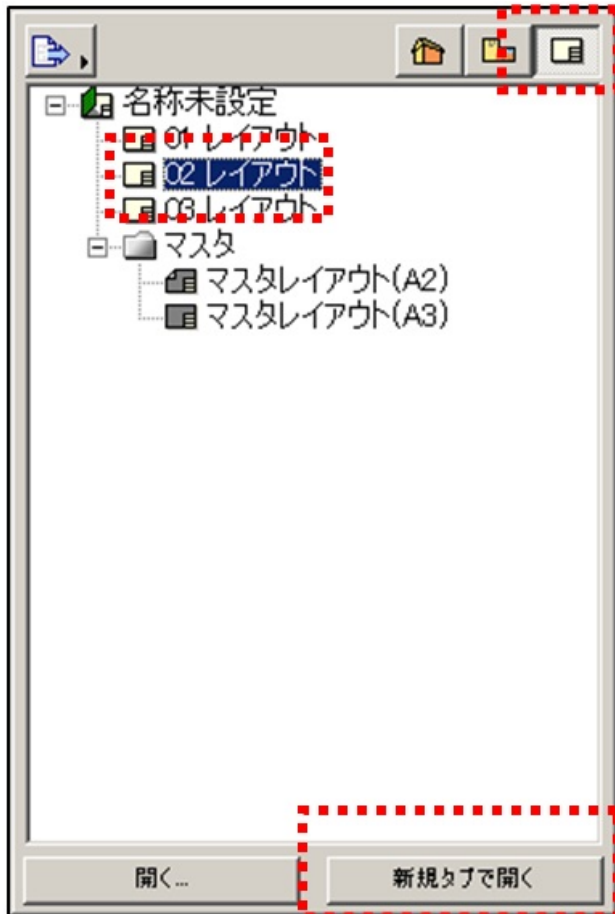 名称未設定
01 レイアウト
02 レイアウト
03 レイアウト
マスタ
マスタレイアウト(A2)
マスタレイアウト(A3)
開く...
新規タブで開く